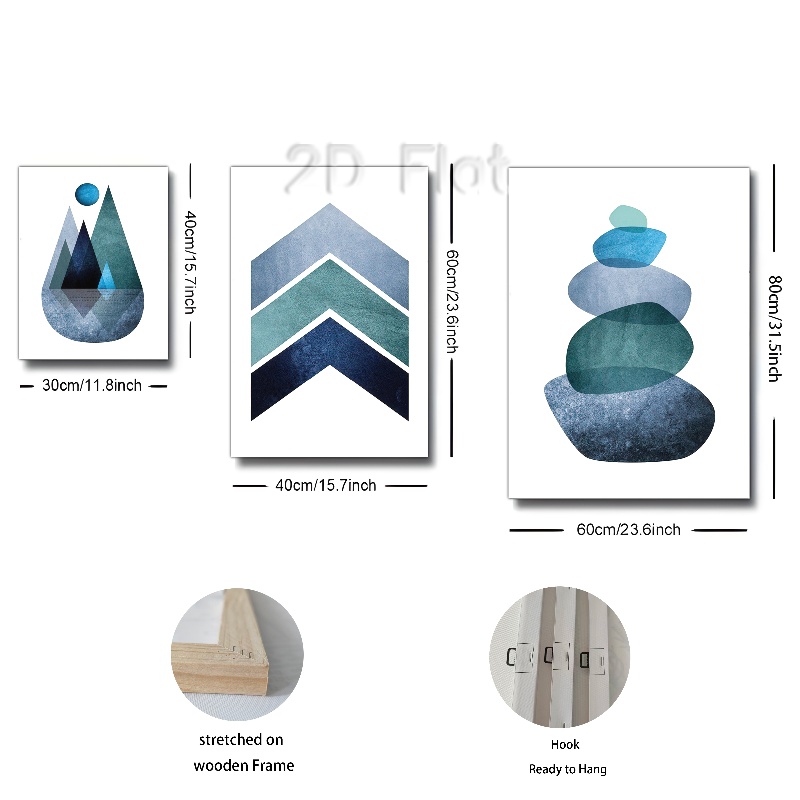 2D Flat
40cm/15.7inch
30cm/11.8inch
60cm/23.6inch
40cm/15.7inch
80cm/31.5inch
60cm/23.6inch
stretched on
wooden Frame
Hook
Ready to Hang